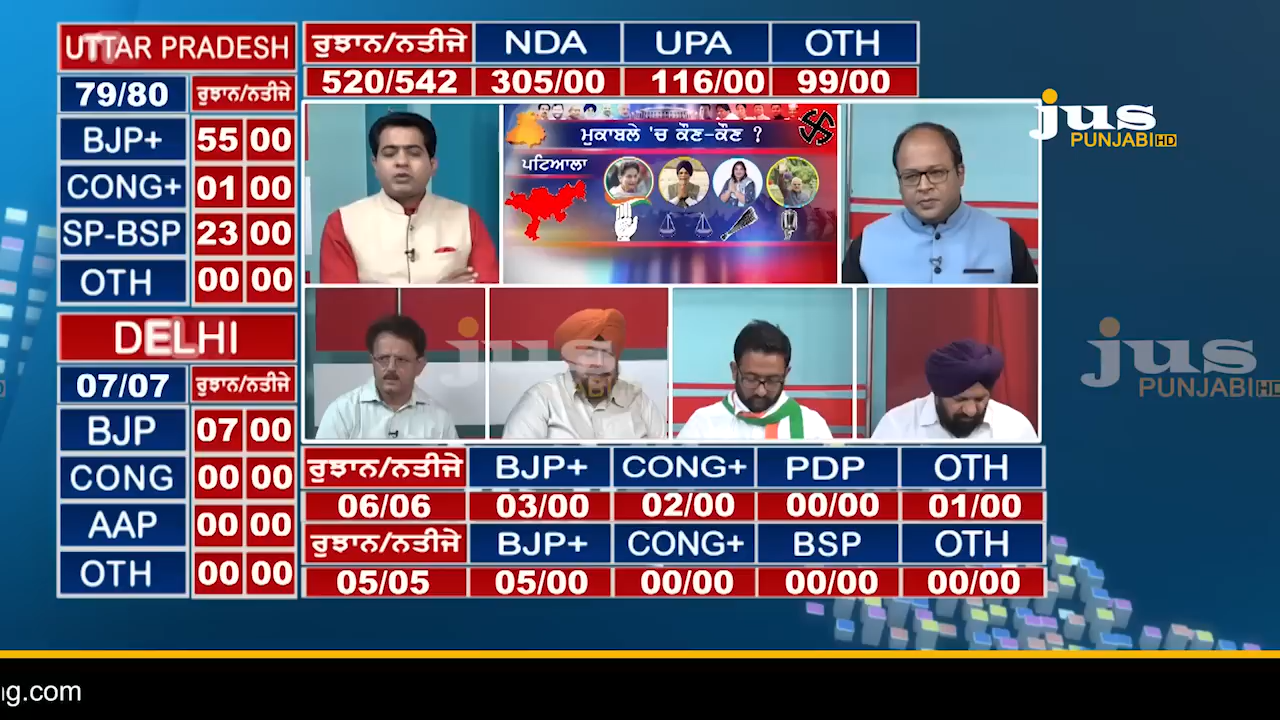 UTTAR PRADESH
79/80 ਰੁਝਾਨ/ਨਤੀਜੇ
BJP+ 55 00
CONG+ 01 00
SP-BSP 23 00
OTH 00 00
DELHI
07/07 ਰੁਝਾਨ/ਨਤੀਜੇ
BJP 07 00
CONG 00 00
AAP 00 00
OTH 00 00
ਰੁਝਾਨ/ਨਤੀਜੇ NDA UPA OTH
520/542 305/00 116/00 99/00
jus
PUNJABI HD
ਮੁਕਾਬਲੇ 'ਚ ਕੌਣ-ਕੌਣ ?
ਪਟਿਆਲਾ
jus
ABI
jus
PUNJABI HD
ਰੁਝਾਨ/ਨਤੀਜੇ BJP+ CONG+ PDP OTH
06/06 03/00 02/00 00/00 01/00
ਰੁਝਾਨ/ਨਤੀਜੇ BJP+ CONG+ BSP OTH
05/05 05/00 00/00 00/00 00/00
ng.com